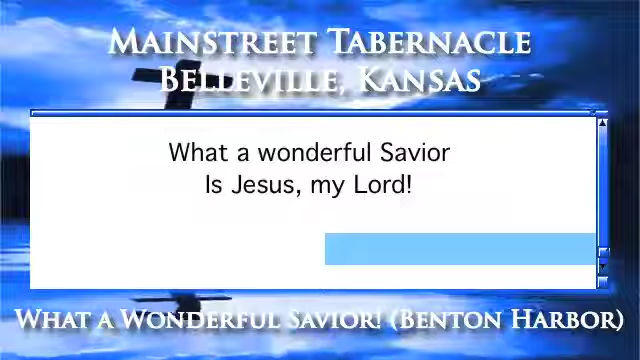 Mainstreet Tabernacle
Belleville, Kansas
What a wonderful Savior
Is Jesus, my Lord!
What a Wonderful Savior! (Benton Harbor)